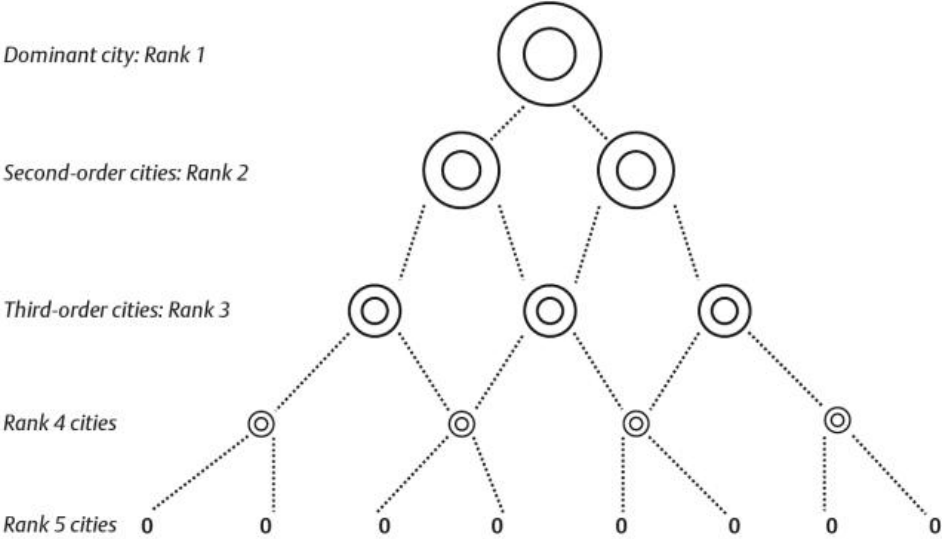 Dominant city: Rank 1
Second-order cities: Rank 2
Third-order cities: Rank 3
Rank 4 cities
Rank 5 cities 0 0 0 0 0 0 0 0